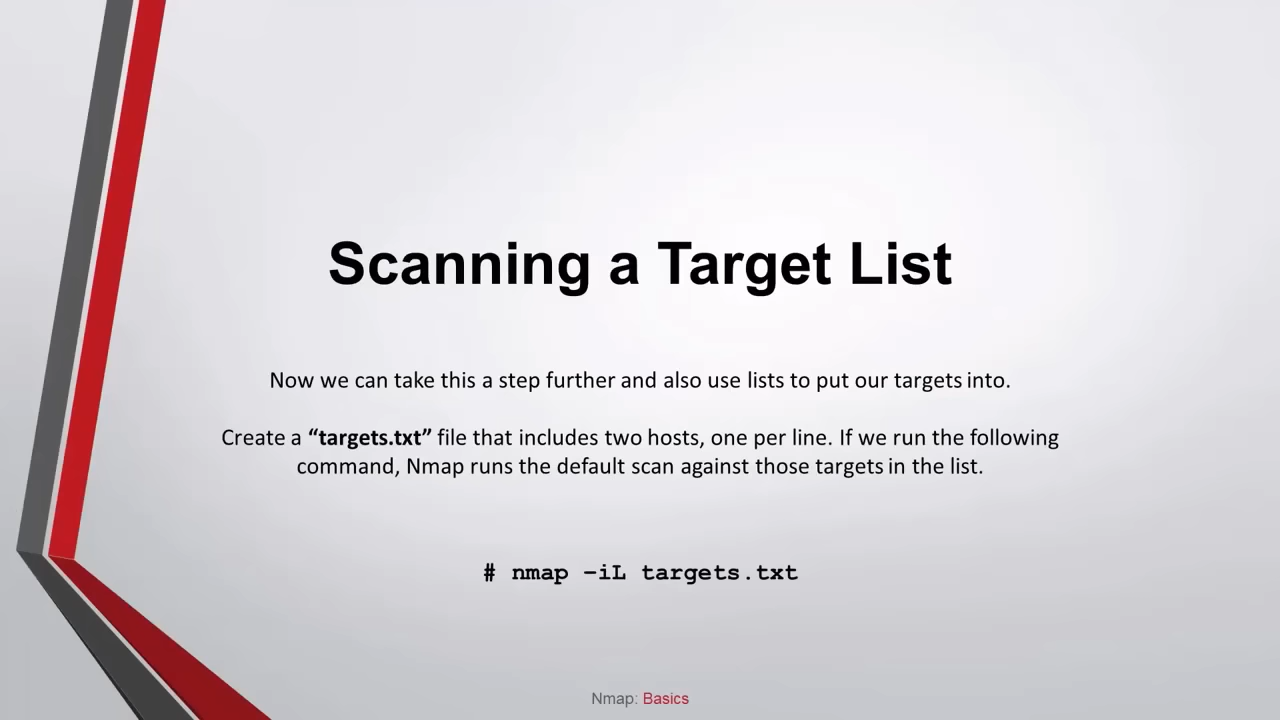 Scanning a Target List
Now we can take this a step further and also use lists to put our targets into.
Create a “targets.txt” file that includes two hosts, one per line. If we run the following
command, Nmap runs the default scan against those targets in the list.
# nmap –iL targets.txt
Nmap: Basics